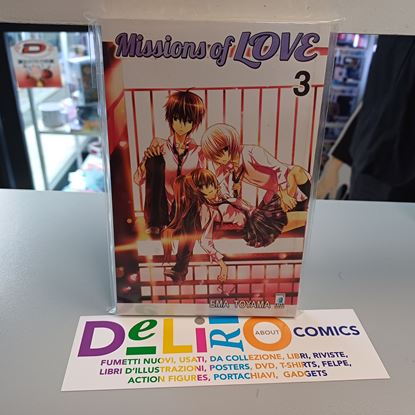 Missions of LOVE
3
EMA TOYAMA
DeLiRIO ABOUT COMICS
FUMETTI NUOVI, USATI, DA COLLEZIONE, LIBRI, RIVISTE,
LIBRI D'ILLUSTRAZIONI, POSTERS, DVD, T-SHIRTS, FELPE,
ACTION FIGURES, PORTACHIAVI, GADGETS